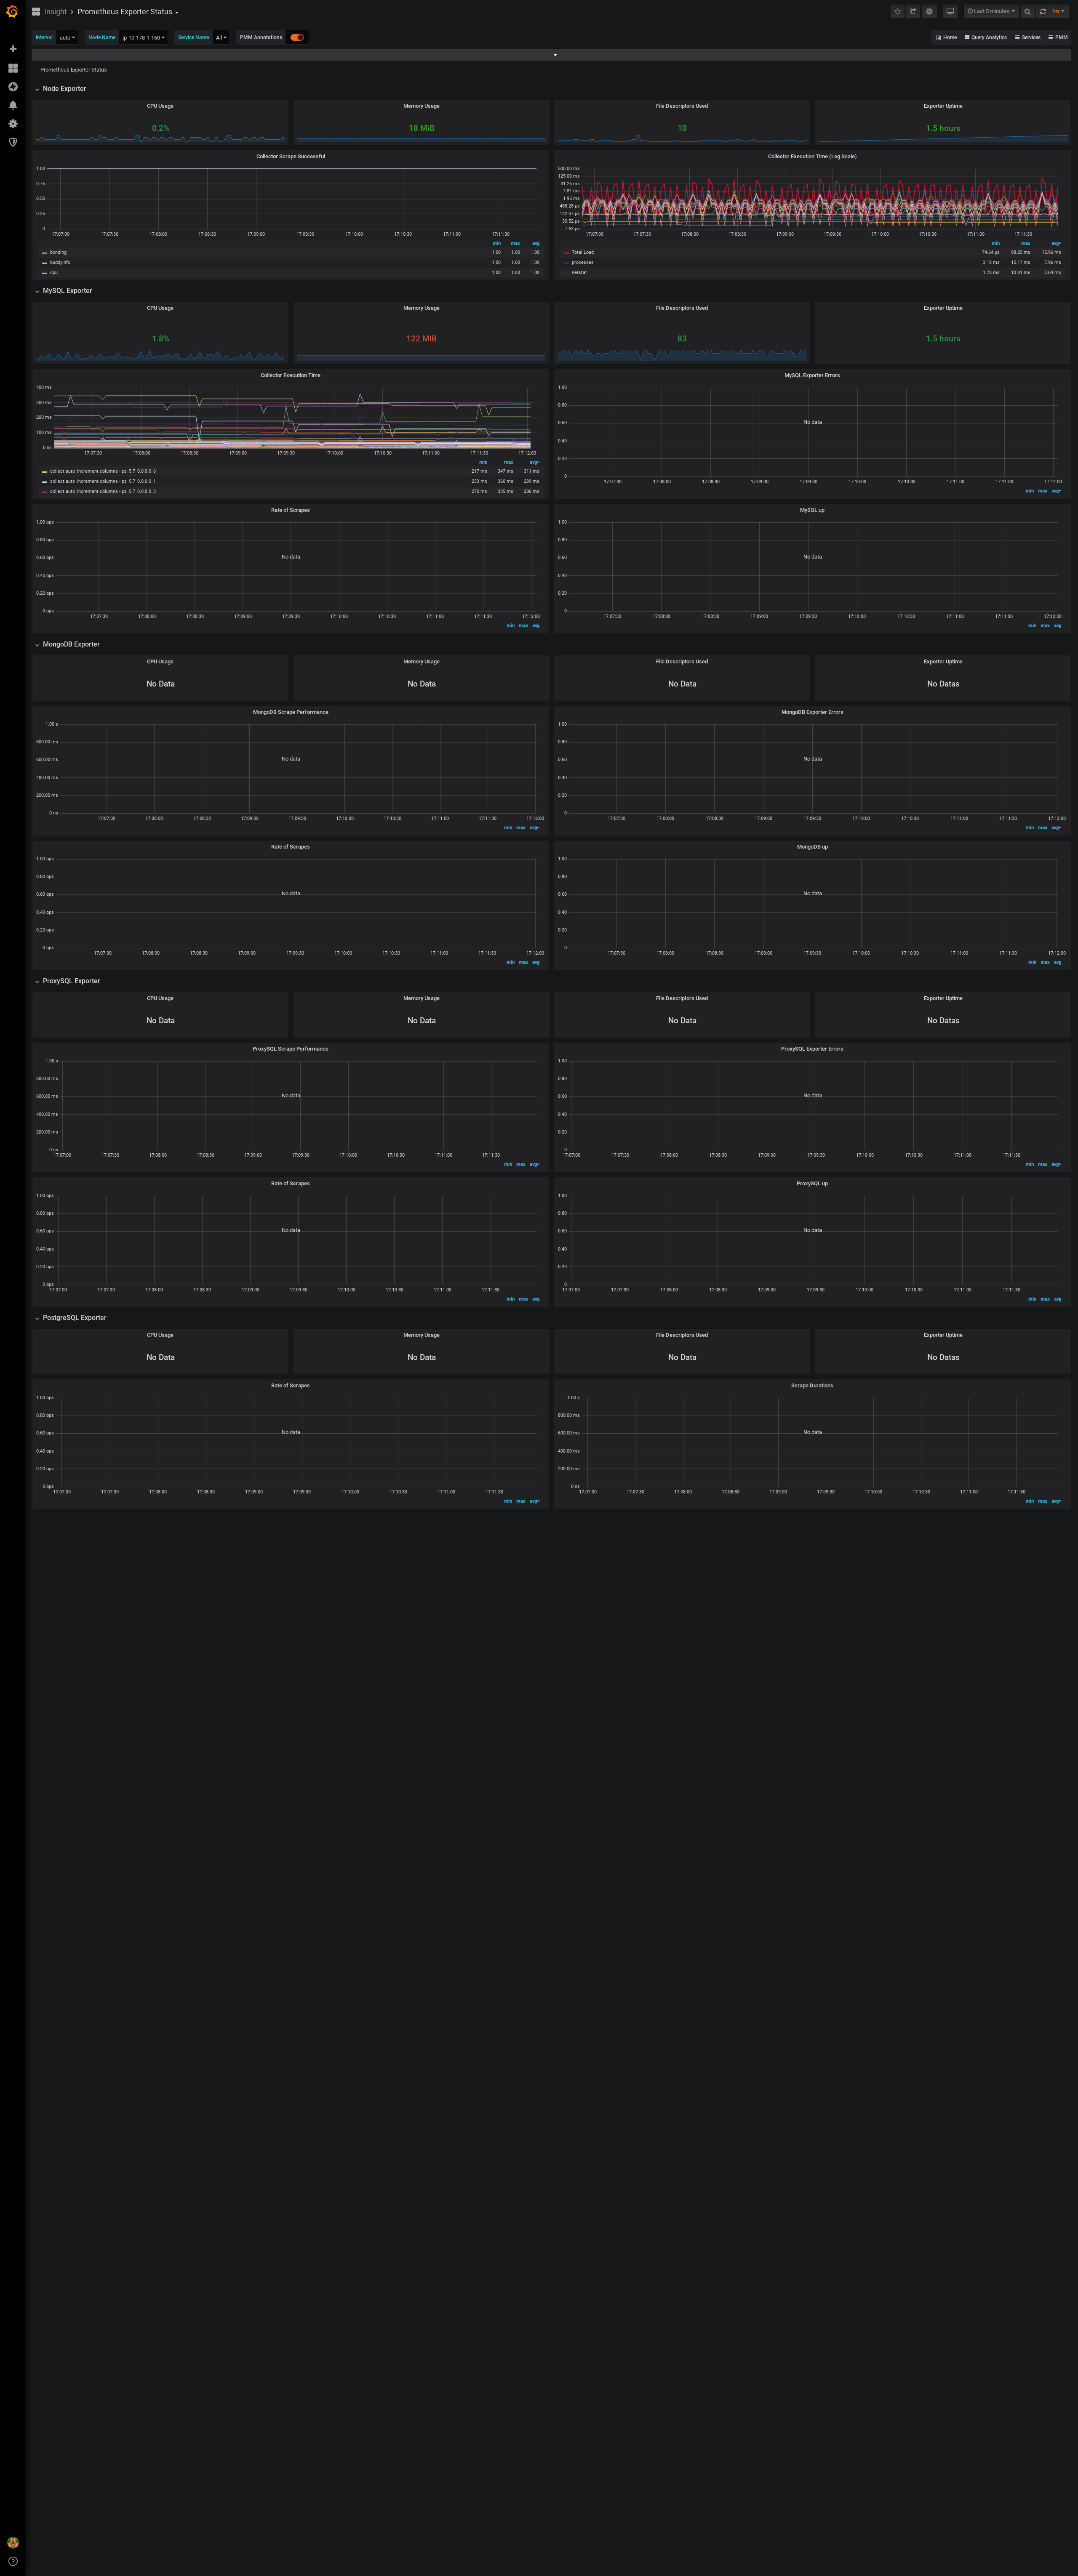 Insight > Prometheus Exporter Status
Last 5 minutes 1m
Interval auto Node Name ip-10-178-1-160 Service Name All PMM Annotations Home Query Analytics Services PMM
Prometheus Exporter Status
Node Exporter
CPU Usage Memory Usage File Descriptors Used Exporter Uptime
0.2% 18 MiB 10 1.5 hours
Collector Scrape Successful
1.00
0.75
0.50
0.25
0
17:07:00 17:07:30 17:08:00 17:08:30 17:09:00 17:09:30 17:10:00 17:10:30 17:11:00 17:11:30
min max avg
bonding 1.00 1.00 1.00
buddyinfo 1.00 1.00 1.00
cpu 1.00 1.00 1.00
Collector Execution Time (Log Scale)
500.00 ms
125.00 ms
31.25 ms
7.81 ms
1.95 ms
488.28 µs
122.07 µs
30.52 µs
7.63 µs
17:07:00 17:07:30 17:08:00 17:08:30 17:09:00 17:09:30 17:10:00 17:10:30 17:11:00 17:11:30
min max avg
Total Load 74.64 µs 98.25 ms 15.96 ms
processes 3.18 ms 15.17 ms 7.96 ms
netstat 1.78 ms 10.81 ms 3.64 ms
MySQL Exporter
CPU Usage Memory Usage File Descriptors Used Exporter Uptime
1.8% 122 MiB 83 1.5 hours
Collector Execution Time
400 ms
300 ms
200 ms
100 ms
0 ns
17:07:30 17:08:00 17:08:30 17:09:00 17:09:30 17:10:00 17:10:30 17:11:00 17:11:30 17:12:00
min max avg
collect.auto_increment.columns - ps_5.7_0.0.0.0_6 217 ms 347 ms 311 ms
collect.auto_increment.columns - ps_5.7_0.0.0.0_1 233 ms 360 ms 289 ms
collect.auto_increment.columns - ps_5.7_0.0.0.0_3 270 ms 335 ms 286 ms
MySQL Exporter Errors
1.00
0.80
0.60
0.40
0.20
0
No data
17:07:30 17:08:00 17:08:30 17:09:00 17:09:30 17:10:00 17:10:30 17:11:00 17:11:30 17:12:00
min max avg
Rate of Scrapes
1.00 ops
0.80 ops
0.60 ops
0.40 ops
0.20 ops
0 ops
No data
17:07:30 17:08:00 17:08:30 17:09:00 17:09:30 17:10:00 17:10:30 17:11:00 17:11:30 17:12:00
min max avg
MySQL up
1.00
0.80
0.60
0.40
0.20
0
No data
17:07:30 17:08:00 17:08:30 17:09:00 17:09:30 17:10:00 17:10:30 17:11:00 17:11:30 17:12:00
min max avg
MongoDB Exporter
CPU Usage Memory Usage File Descriptors Used Exporter Uptime
No Data No Data No Data No Datas
MongoDB Scrape Performance
1.00 s
800.00 ms
600.00 ms
400.00 ms
200.00 ms
0 ns
No data
17:07:30 17:08:00 17:08:30 17:09:00 17:09:30 17:10:00 17:10:30 17:11:00 17:11:30 17:12:00
min max avg
MongoDB Exporter Errors
1.00
0.80
0.60
0.40
0.20
0
No data
17:07:30 17:08:00 17:08:30 17:09:00 17:09:30 17:10:00 17:10:30 17:11:00 17:11:30 17:12:00
min max avg
Rate of Scrapes
1.00 ops
0.80 ops
0.60 ops
0.40 ops
0.20 ops
0 ops
No data
17:07:30 17:08:00 17:08:30 17:09:00 17:09:30 17:10:00 17:10:30 17:11:00 17:11:30 17:12:00
min max avg
MongoDB up
1.00
0.80
0.60
0.40
0.20
0
No data
17:07:30 17:08:00 17:08:30 17:09:00 17:09:30 17:10:00 17:10:30 17:11:00 17:11:30 17:12:00
min max avg
ProxySQL Exporter
CPU Usage Memory Usage File Descriptors Used Exporter Uptime
No Data No Data No Data No Datas
ProxySQL Scrape Performance
1.00 s
800.00 ms
600.00 ms
400.00 ms
200.00 ms
0 ns
No data
17:07:00 17:07:30 17:08:00 17:08:30 17:09:00 17:09:30 17:10:00 17:10:30 17:11:00 17:11:30
min max avg
ProxySQL Exporter Errors
1.00
0.80
0.60
0.40
0.20
0
No data
17:07:00 17:07:30 17:08:00 17:08:30 17:09:00 17:09:30 17:10:00 17:10:30 17:11:00 17:11:30
min max avg
Rate of Scrapes
1.00 ops
0.80 ops
0.60 ops
0.40 ops
0.20 ops
0 ops
No data
17:07:00 17:07:30 17:08:00 17:08:30 17:09:00 17:09:30 17:10:00 17:10:30 17:11:00 17:11:30
min max avg
ProxySQL up
1.00
0.80
0.60
0.40
0.20
0
No data
17:07:00 17:07:30 17:08:00 17:08:30 17:09:00 17:09:30 17:10:00 17:10:30 17:11:00 17:11:30
min max avg
PostgreSQL Exporter
CPU Usage Memory Usage File Descriptors Used Exporter Uptime
No Data No Data No Data No Datas
Rate of Scrapes
1.00 ops
0.80 ops
0.60 ops
0.40 ops
0.20 ops
0 ops
No data
17:07:00 17:07:30 17:08:00 17:08:30 17:09:00 17:09:30 17:10:00 17:10:30 17:11:00 17:11:30
min max avg
Scrape Durations
1.00 s
800.00 ms
600.00 ms
400.00 ms
200.00 ms
0 ns
No data
17:07:00 17:07:30 17:08:00 17:08:30 17:09:00 17:09:30 17:10:00 17:10:30 17:11:00 17:11:30
min max avg